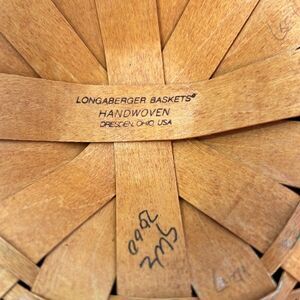 LONGABERGER BASKETS®
HANDWOVEN
DRESDEN, OHIO, USA